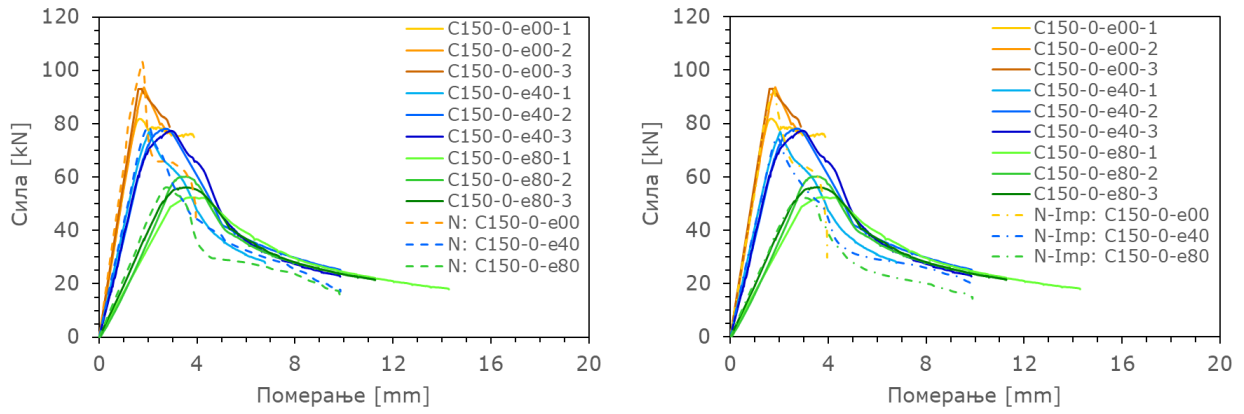 120
100
80
60
40
20
0
0 4 8 12 16 20
Сила [kN]
Померање [mm]
C150-0-e00-1
C150-0-e00-2
C150-0-e00-3
C150-0-e40-1
C150-0-e40-2
C150-0-e40-3
C150-0-e80-1
C150-0-e80-2
C150-0-e80-3
N: C150-0-e00
N: C150-0-e40
N: C150-0-e80
120
100
80
60
40
20
0
0 4 8 12 16 20
Сила [kN]
Померање [mm]
C150-0-e00-1
C150-0-e00-2
C150-0-e00-3
C150-0-e40-1
C150-0-e40-2
C150-0-e40-3
C150-0-e80-1
C150-0-e80-2
C150-0-e80-3
N-Imp: C150-0-e00
N-Imp: C150-0-e40
N-Imp: C150-0-e80